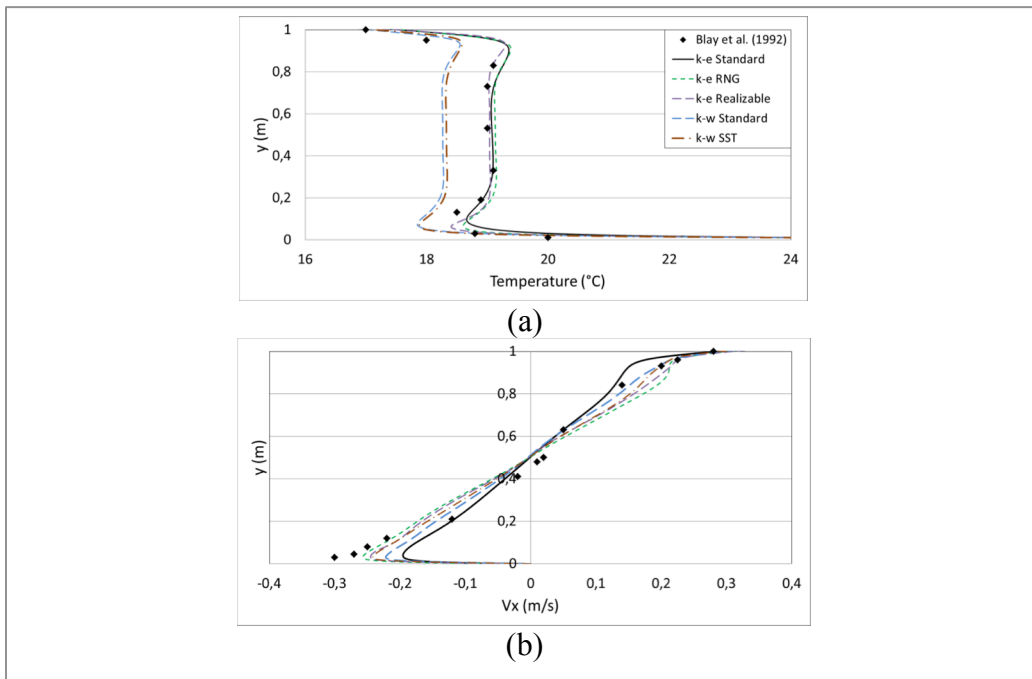 1
0,8
0,6
0,4
0,2
0
y (m)
16 18 20 22 24
Temperature (°C)
Blay et al. (1992)
k-e Standard
k-e RNG
k-e Realizable
k-w Standard
k-w SST
(a)
1
0,8
0,6
0,4
0,2
0
y (m)
-0,4 -0,3 -0,2 -0,1 0 0,1 0,2 0,3 0,4
Vx (m/s)
(b)